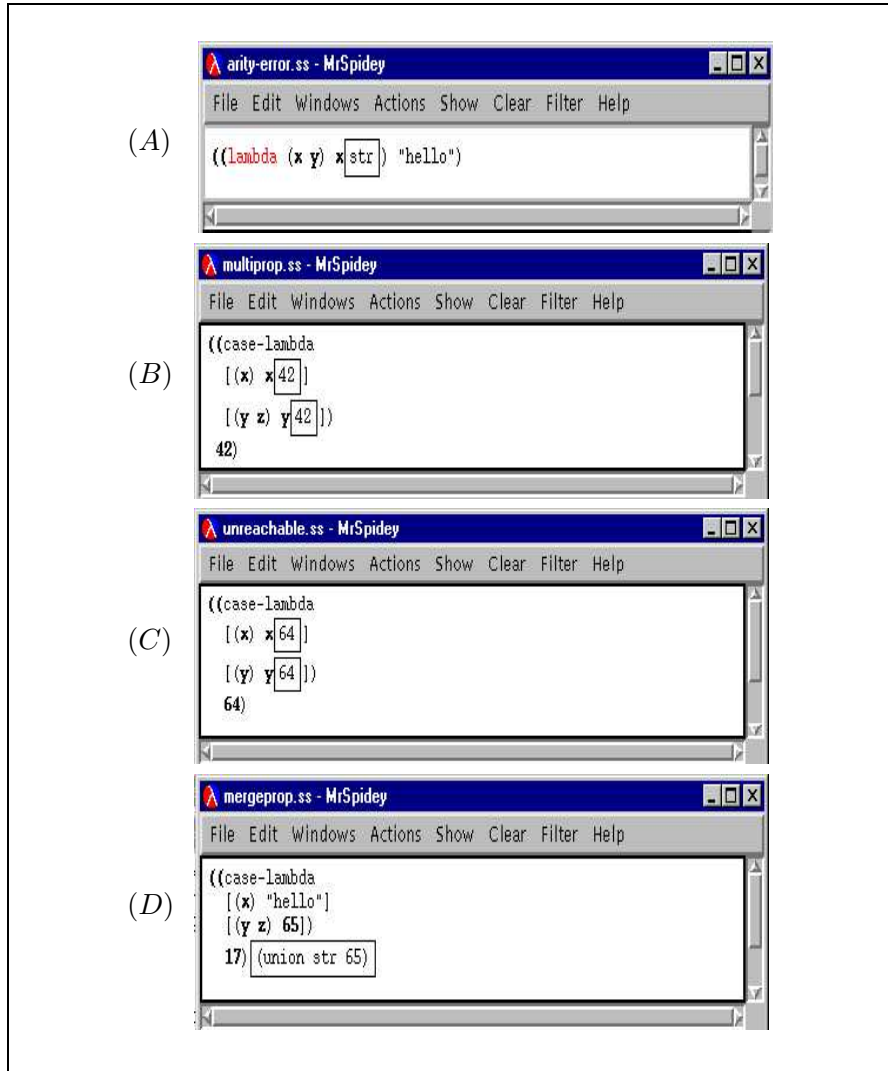 arity-error.ss - MrSpidey
File Edit Windows Actions Show Clear Filter Help
(A)
((lambda (x y) x str ) "hello")
multiprop.ss - MrSpidey
File Edit Windows Actions Show Clear Filter Help
(B)
((case-lambda
[(x) x 42 ]
[(y z) y 42 ])
42)
unreachable.ss - MrSpidey
File Edit Windows Actions Show Clear Filter Help
(C)
((case-lambda
[(x) x 64 ]
[(y) y 64 ])
64)
mergeprop.ss - MrSpidey
File Edit Windows Actions Show Clear Filter Help
(D)
((case-lambda
[(x) "hello"]
[(y z) 65])
17) (union str 65)